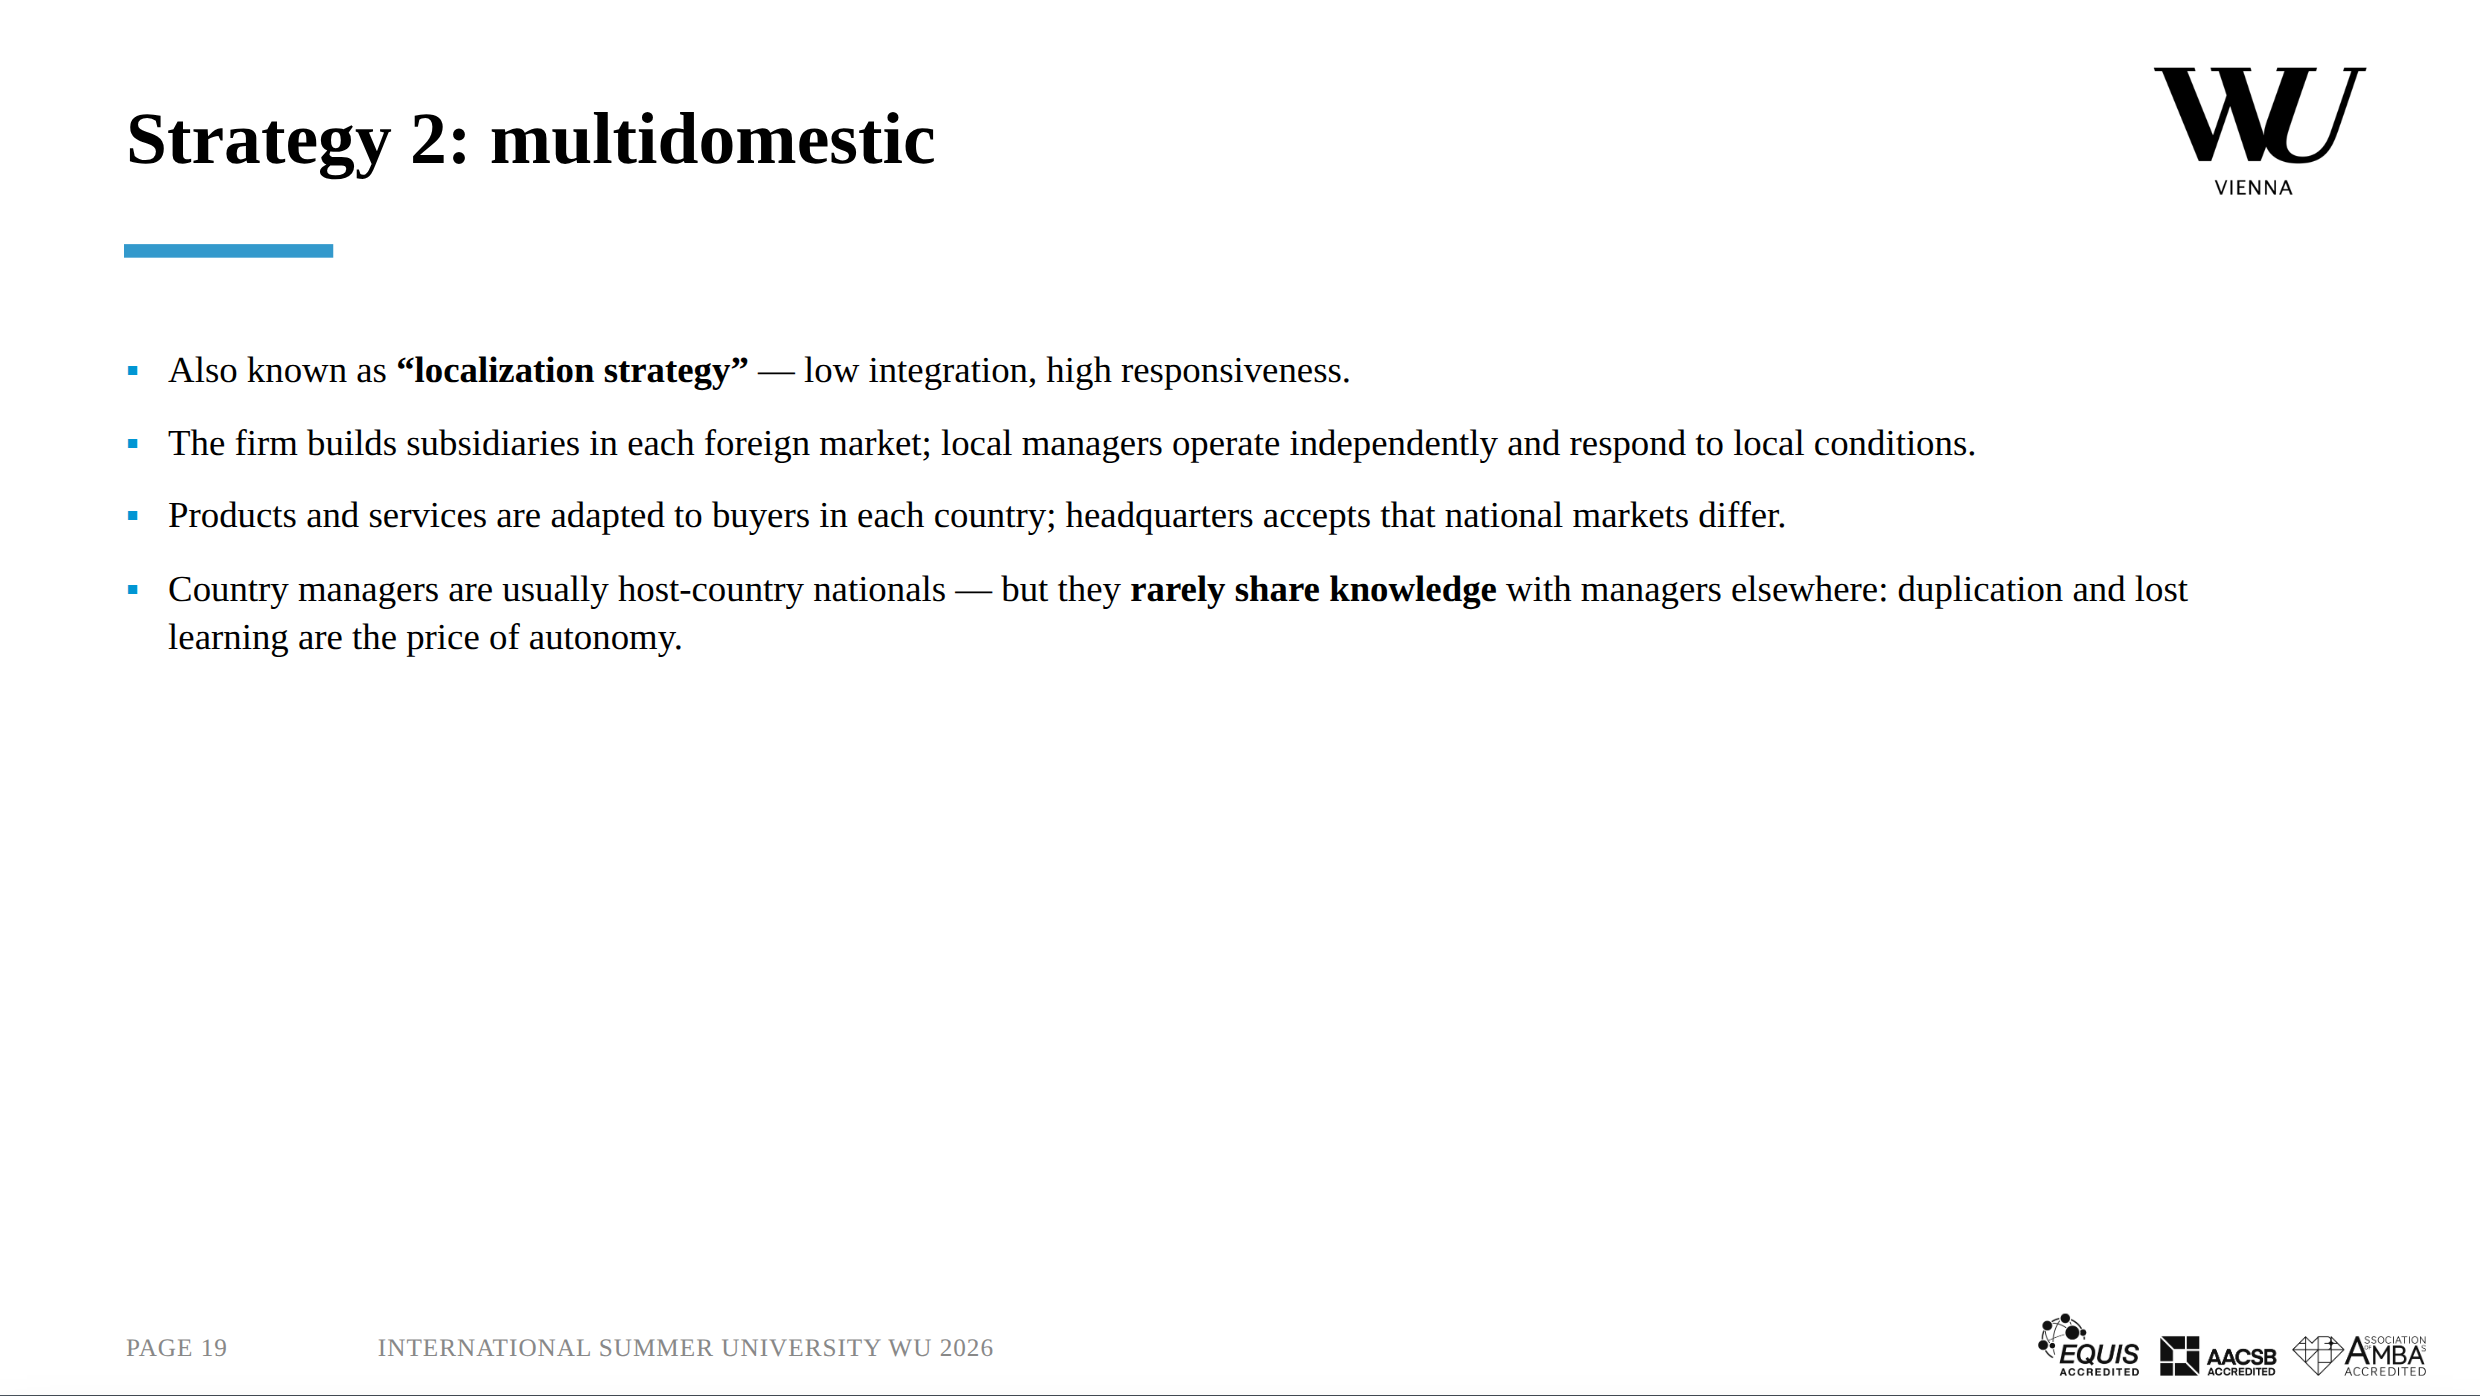 Strategy 2: multidomestic
WU
VIENNA
▪ Also known as “localization strategy” — low integration, high responsiveness.
▪ The firm builds subsidiaries in each foreign market; local managers operate independently and respond to local conditions.
▪ Products and services are adapted to buyers in each country; headquarters accepts that national markets differ.
▪ Country managers are usually host-country nationals — but they rarely share knowledge with managers elsewhere: duplication and lost
learning are the price of autonomy.
PAGE 19 INTERNATIONAL SUMMER UNIVERSITY WU 2026
EQUIS
ACCREDITED
AACSB
ACCREDITED
ASSOCIATION
OF AMBAS
ACCREDITED